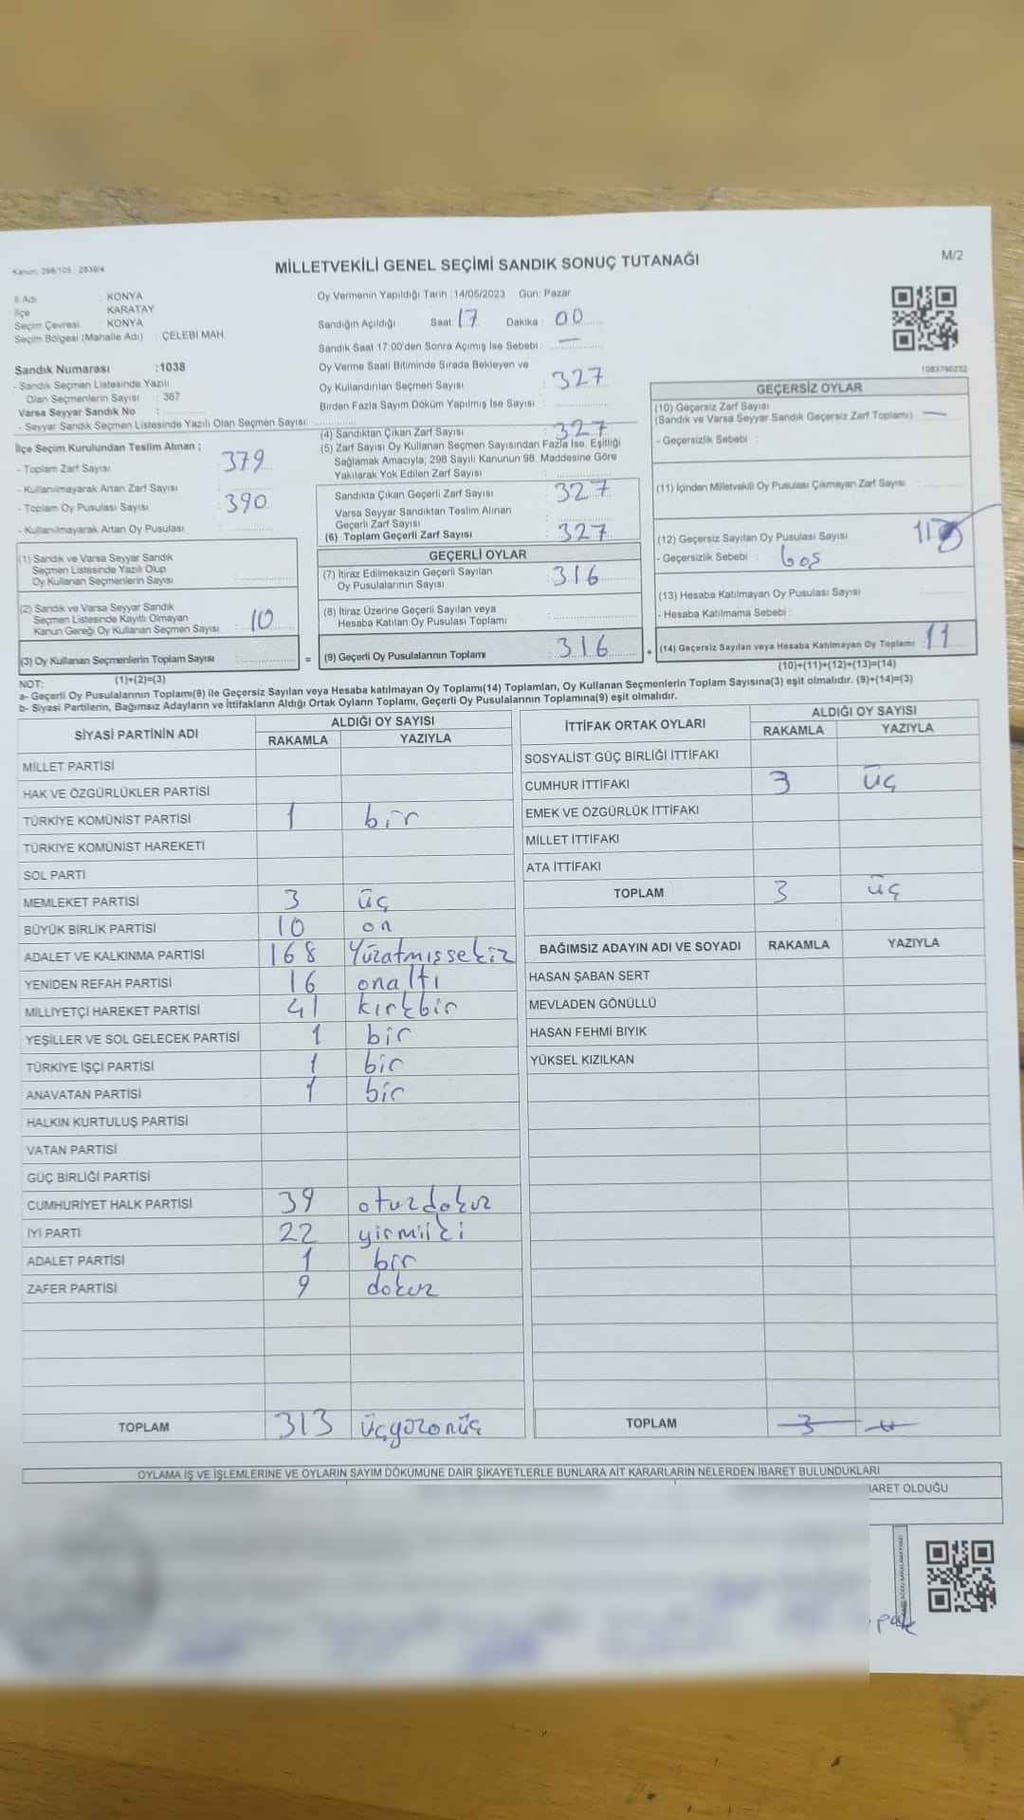 Kanun: 298/105 , 2839/4
MİLLETVEKİLİ GENEL SEÇİMİ SANDIK SONUÇ TUTANAĞI
M/2
İl Adı : KONYA
İlçe : KARATAY
Seçim Çevresi : KONYA
Seçim Bölgesi (Mahalle Adı) : ÇELEBİ MAH.
Sandık Numarası :1038
- Sandık Seçmen Listesinde Yazılı
Olan Seçmenlerin Sayısı : 367
Varsa Seyyar Sandık No :
- Seyyar Sandık Seçmen Listesinde Yazılı Olan Seçmen Sayısı:
İlçe Seçim Kurulundan Teslim Alınan ;
- Toplam Zarf Sayısı 379
- Kullanılmayarak Artan Zarf Sayısı
- Toplam Oy Pusulası Sayısı 390
- Kullanılmayarak Artan Oy Pusulası
(1) Sandık ve Varsa Seyyar Sandık
Seçmen Listesinde Yazılı Olup
Oy Kullanan Seçmenlerin Sayısı
(2) Sandık ve Varsa Seyyar Sandık
Seçmen Listesinde Kayıtlı Olmayan
Kanun Gereği Oy Kullanan Seçmen Sayısı : 10
(3) Oy Kullanan Seçmenlerin Toplam Sayısı
(1)+(2)=(3)
Oy Vermenin Yapıldığı Tarih :14/05/2023 Gün: Pazar
Sandığın Açıldığı Saat: 17 Dakika : 00
Sandık Saat 17:00'den Sonra Açımış İse Sebebi: —
Oy Verme Saati Bitiminde Sırada Bekleyen ve
Oy Kullandırılan Seçmen Sayısı : 327
Birden Fazla Sayım Döküm Yapılmış İse Sayısı :
(4) Sandıktan Çıkan Zarf Sayısı : 327
(5) Zarf Sayısı Oy Kullanan Seçmen Sayısından Fazla İse, Eşitliği
Sağlamak Amacıyla; 298 Sayılı Kanunun 98. Maddesine Göre
Yakılarak Yok Edilen Zarf Sayısı :
Sandıkta Çıkan Geçerli Zarf Sayısı : 327
Varsa Seyyar Sandıktan Teslim Alınan
Geçerli Zarf Sayısı
(6) Toplam Geçerli Zarf Sayısı : 327
GEÇERLİ OYLAR
(7) İtiraz Edilmeksizin Geçerli Sayılan
Oy Pusulalarının Sayısı : 316
(8) İtiraz Üzerine Geçerli Sayılan veya
Hesaba Katılan Oy Pusulası Toplamı
= (9) Geçerli Oy Pusulalarının Toplamı : 316
1083790232
GEÇERSİZ OYLAR
(10) Geçersiz Zarf Sayısı
(Sandık ve Varsa Seyyar Sandık Geçersiz Zarf Toplamı) —
- Geçersizlik Sebebi :
(11) İçinden Milletvekili Oy Pusulası Çıkmayan Zarf Sayısı
(12) Geçersiz Sayılan Oy Pusulası Sayısı 11
- Geçersizlik Sebebi : boş
(13) Hesaba Katılmayan Oy Pusulası Sayısı
- Hesaba Katılmama Sebebi :
+ (14) Geçersiz Sayılan veya Hesaba Katılmayan Oy Toplamı 11
(10)+(11)+(12)+(13)=(14)
NOT:
a- Geçerli Oy Pusulalarının Toplamı(9) ile Geçersiz Sayılan veya Hesaba katılmayan Oy Toplamı(14) Toplamları, Oy Kullanan Seçmenlerin Toplam Sayısına(3) eşit olmalıdır. (9)+(14)=(3)
b- Siyasi Partilerin, Bağımsız Adayların ve İttifakların Aldığı Ortak Oyların Toplamı, Geçerli Oy Pusulalarının Toplamına(9) eşit olmalıdır.
SİYASİ PARTİNİN ADI ALDIĞI OY SAYISI
RAKAMLA YAZIYLA
MİLLET PARTİSİ
HAK VE ÖZGÜRLÜKLER PARTİSİ
TÜRKİYE KOMÜNİST PARTİSİ 1 bir
TÜRKİYE KOMÜNİST HAREKETİ
SOL PARTİ
MEMLEKET PARTİSİ 3 üç
BÜYÜK BİRLİK PARTİSİ 10 on
ADALET VE KALKINMA PARTİSİ 168 Yüzatmışsekiz
YENİDEN REFAH PARTİSİ 16 onaltı
MİLLİYETÇİ HAREKET PARTİSİ 41 kırkbir
YEŞİLLER VE SOL GELECEK PARTİSİ 1 bir
TÜRKİYE İŞÇİ PARTİSİ 1 bir
ANAVATAN PARTİSİ 1 bir
HALKIN KURTULUŞ PARTİSİ
VATAN PARTİSİ
GÜÇ BİRLİĞİ PARTİSİ
CUMHURİYET HALK PARTİSİ 39 otuzdokuz
İYİ PARTİ 22 yirmiiki
ADALET PARTİSİ 1 bir
ZAFER PARTİSİ 9 dokuz
TOPLAM 313 üçyüzonüç
İTTİFAK ORTAK OYLARI ALDIĞI OY SAYISI
RAKAMLA YAZIYLA
SOSYALİST GÜÇ BİRLİĞİ İTTİFAKI
CUMHUR İTTİFAKI 3 üç
EMEK VE ÖZGÜRLÜK İTTİFAKI
MİLLET İTTİFAKI
ATA İTTİFAKI
TOPLAM 3 üç
BAĞIMSIZ ADAYIN ADI VE SOYADI RAKAMLA YAZIYLA
HASAN ŞABAN SERT
MEVLADEN GÖNÜLLÜ
HASAN FEHMİ BIYIK
YÜKSEL KIZILKAN
TOPLAM 3
OYLAMA İŞ VE İŞLEMLERİNE VE OYLARIN SAYIM DÖKÜMÜNE DAİR ŞİKAYETLERLE BUNLARA AİT KARARLARIN NELERDEN İBARET BULUNDUKLARI
BARET OLDUĞU